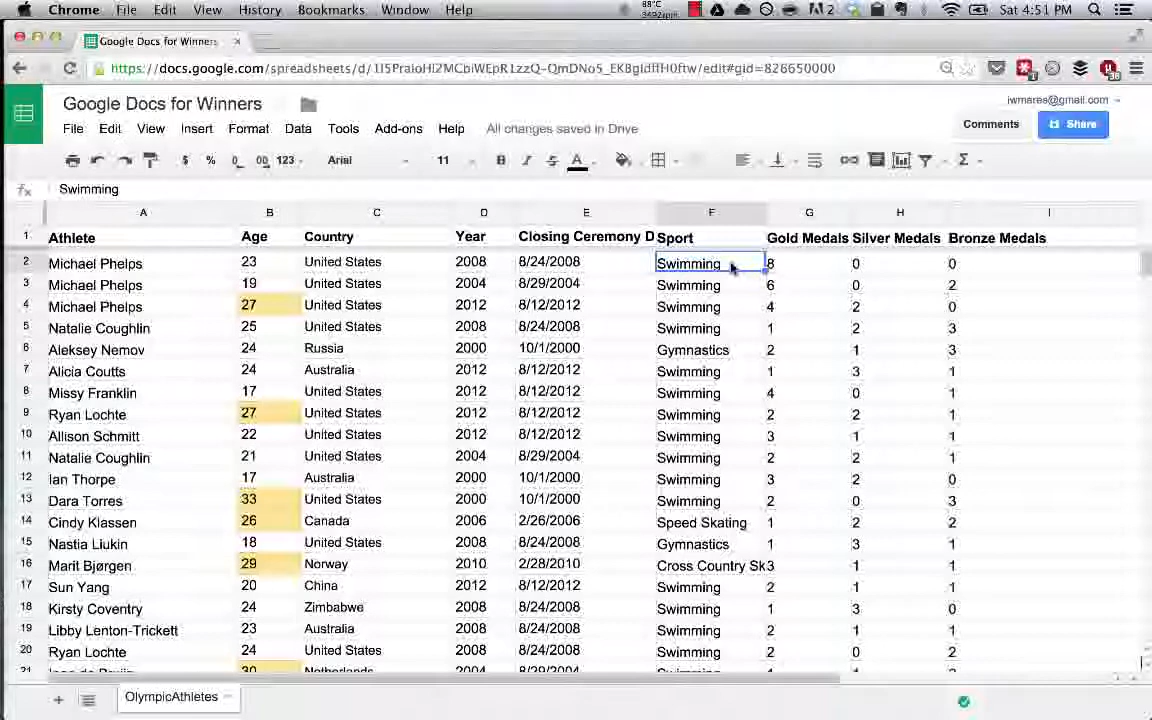 Chrome File Edit View History Bookmarks Window Help 88°C 3492rpm 2 Sat 4:51 PM
Google Docs for Winners
https://docs.google.com/spreadsheets/d/
Google Docs for Winners iwmares@gmail.com
File Edit View Insert Format Data Tools Add-ons Help All changes saved in Drive Comments Share
$ % .0 .00 123 Arial 11 B I S A Σ
fx Swimming
A B C D E F G H I
1 Athlete Age Country Year Closing Ceremony D Sport Gold Medals Silver Medals Bronze Medals
2 Michael Phelps 23 United States 2008 8/24/2008 Swimming 8 0 0
3 Michael Phelps 19 United States 2004 8/29/2004 Swimming 6 0 2
4 Michael Phelps 27 United States 2012 8/12/2012 Swimming 4 2 0
5 Natalie Coughlin 25 United States 2008 8/24/2008 Swimming 1 2 3
6 Aleksey Nemov 24 Russia 2000 10/1/2000 Gymnastics 2 1 3
7 Alicia Coutts 24 Australia 2012 8/12/2012 Swimming 1 3 1
8 Missy Franklin 17 United States 2012 8/12/2012 Swimming 4 0 1
9 Ryan Lochte 27 United States 2012 8/12/2012 Swimming 2 2 1
10 Allison Schmitt 22 United States 2012 8/12/2012 Swimming 3 1 1
11 Natalie Coughlin 21 United States 2004 8/29/2004 Swimming 2 2 1
12 Ian Thorpe 17 Australia 2000 10/1/2000 Swimming 3 2 0
13 Dara Torres 33 United States 2000 10/1/2000 Swimming 2 0 3
14 Cindy Klassen 26 Canada 2006 2/26/2006 Speed Skating 1 2 2
15 Nastia Liukin 18 United States 2008 8/24/2008 Gymnastics 1 3 1
16 Marit Bjørgen 29 Norway 2010 2/28/2010 Cross Country Sk 3 1 1
17 Sun Yang 20 China 2012 8/12/2012 Swimming 2 1 1
18 Kirsty Coventry 24 Zimbabwe 2008 8/24/2008 Swimming 1 3 0
19 Libby Lenton-Trickett 23 Australia 2008 8/24/2008 Swimming 2 1 1
20 Ryan Lochte 24 United States 2008 8/24/2008 Swimming 2 0 2
21 30 Netherlands 2004 8/29/2004 Swimming
OlympicAthletes